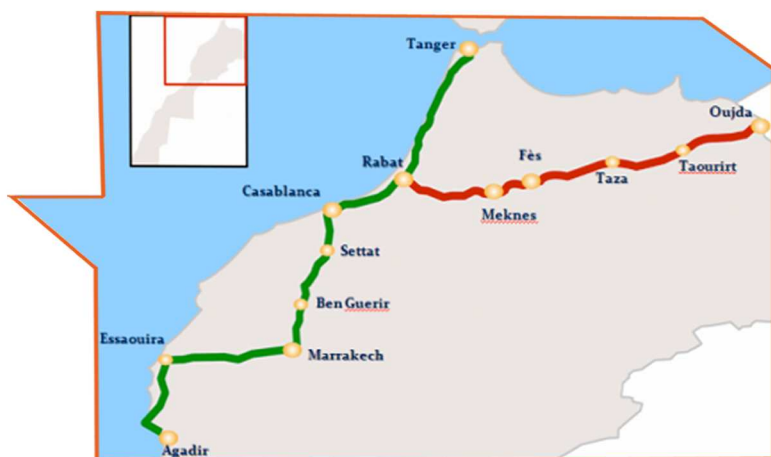 Tanger
Oujda
Rabat
Fès
Taza
Taourirt
Casablanca
Meknes
Settat
Ben Guerir
Essaouira
Marrakech
Agadir